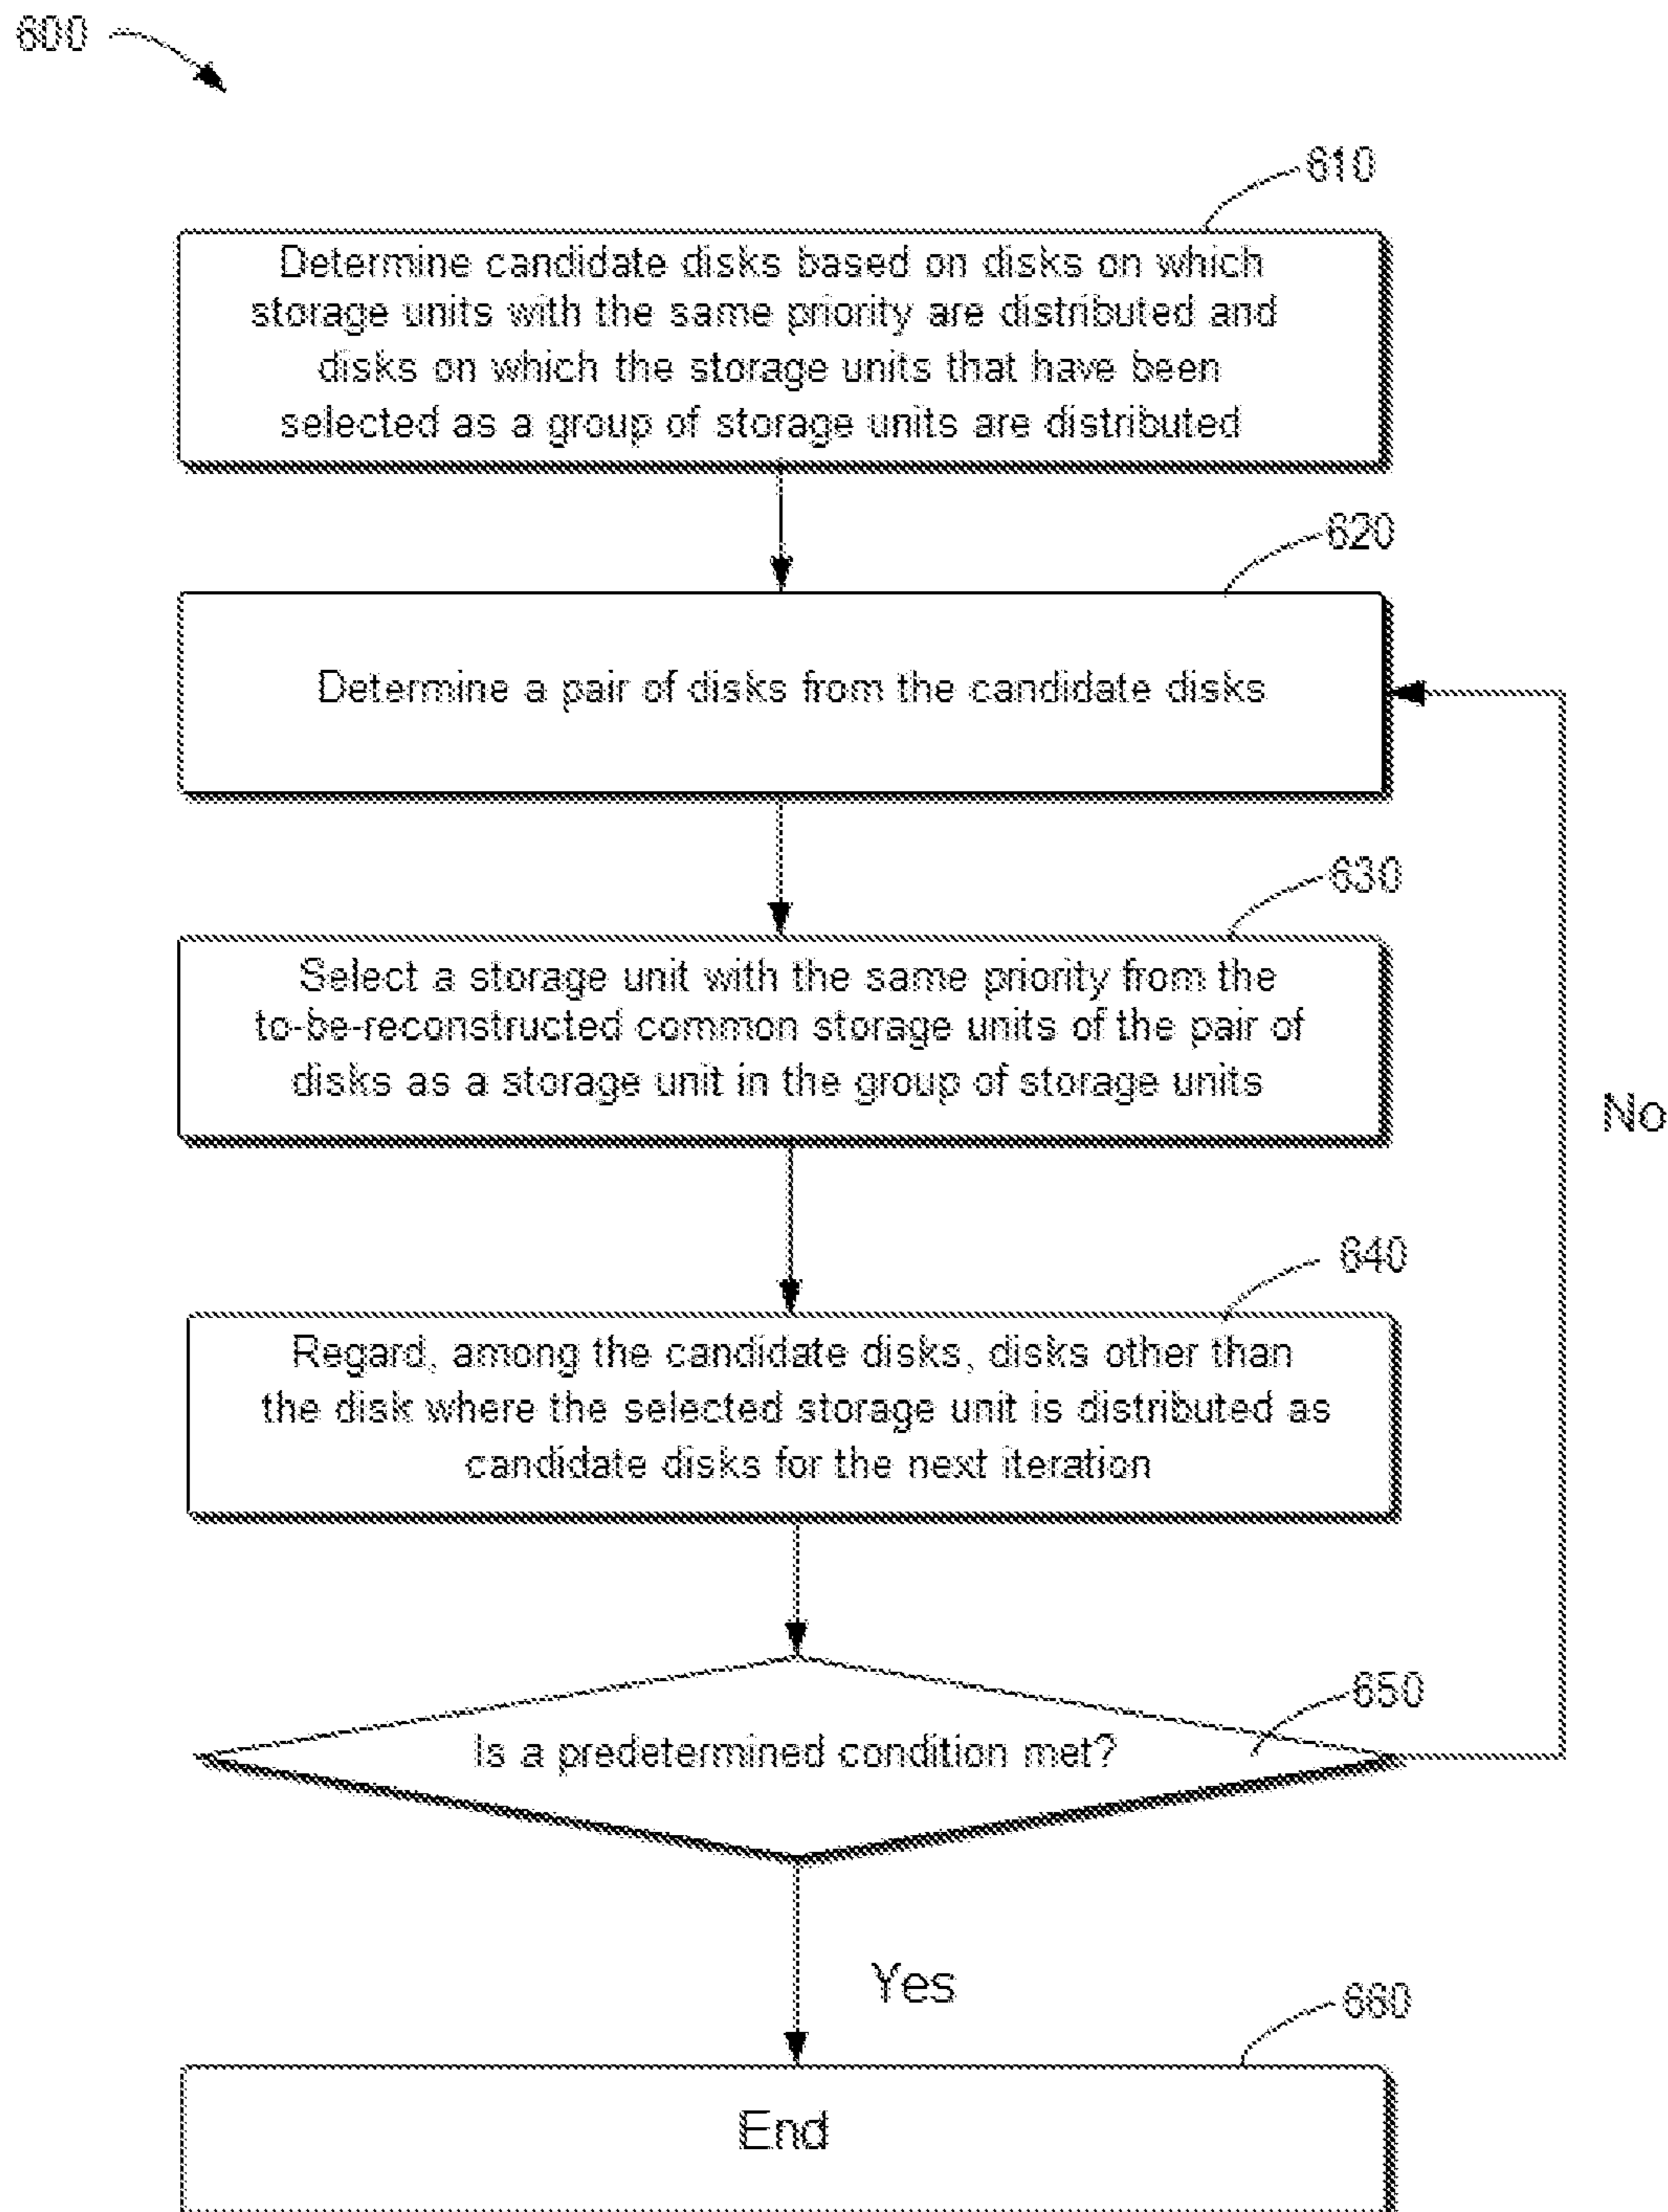 600
610
Determine candidate disks based on disks on which
storage units with the same priority are distributed and
disks on which the storage units that have been
selected as a group of storage units are distributed
620
Determine a pair of disks from the candidate disks
630
Select a storage unit with the same priority from the
to-be-reconstructed common storage units of the pair of
disks as a storage unit in the group of storage units
No
640
Regard, among the candidate disks, disks other than
the disk where the selected storage unit is distributed as
candidate disks for the next iteration
650
Is a predetermined condition met?
Yes
660
End